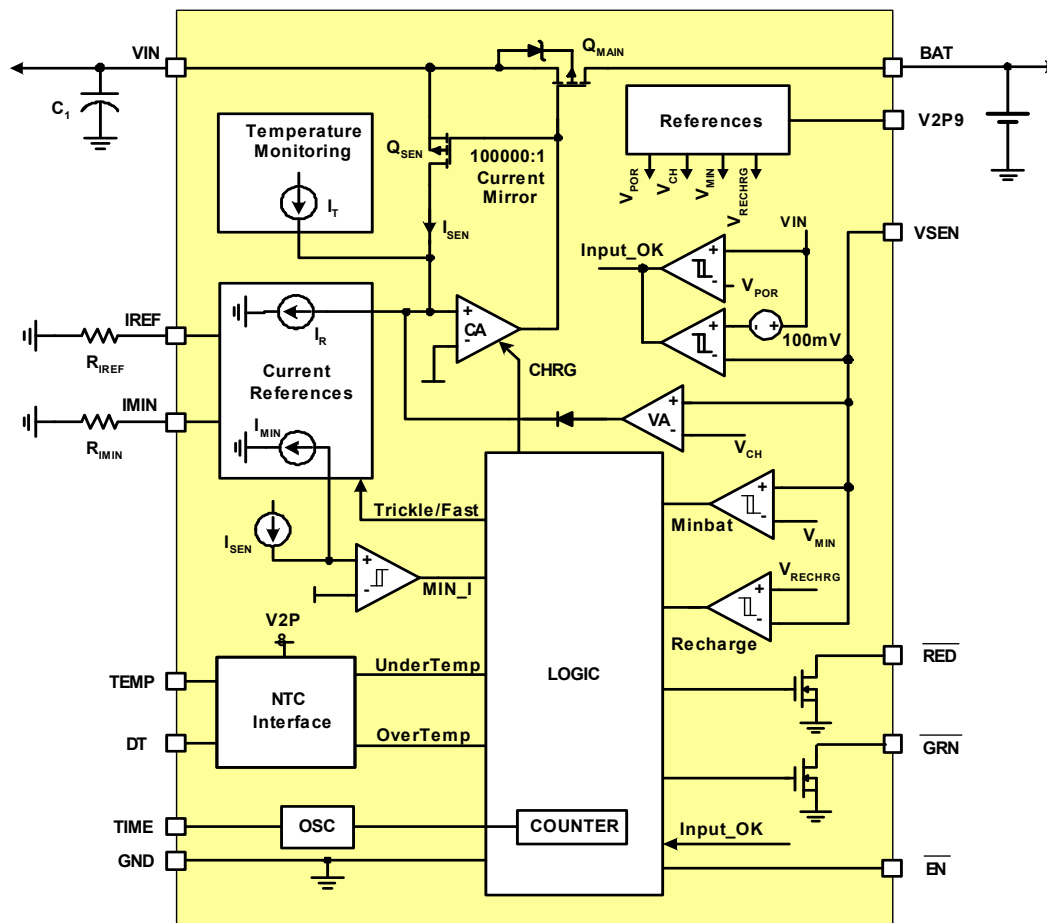 VIN
C1
QMAIN
BAT
Temperature
Monitoring
IT
QSEN
100000:1
Current
Mirror
ISEN
References
VPOR
VCH
VMIN
VRECHRG
V2P9
VSEN
Input_OK
VIN
+
-
VPOR
+
-
- +
100mV
IREF
RIREF
IR
Current
References
IMIN
IMIN
RIMIN
+
CA
-
CHRG
VA
+
-
VCH
Trickle/Fast
ISEN
+
-
MIN_I
Minbat
+
-
VMIN
VRECHRG
+
-
Recharge
V2P
NTC
Interface
TEMP
DT
UnderTemp
OverTemp
LOGIC
RED
GRN
TIME
OSC
COUNTER
Input_OK
GND
EN